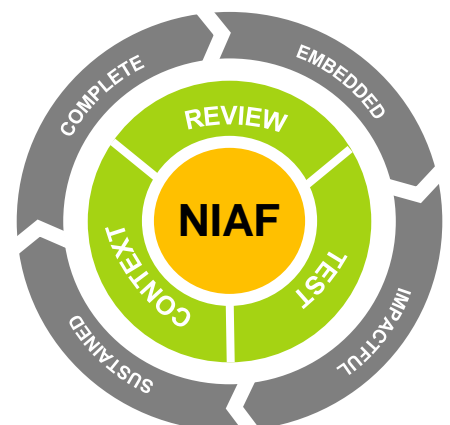 COMPLETE
EMBEDDED
IMPACTFUL
SUSTAINED
REVIEW
TEST
CONTEXT
NIAF